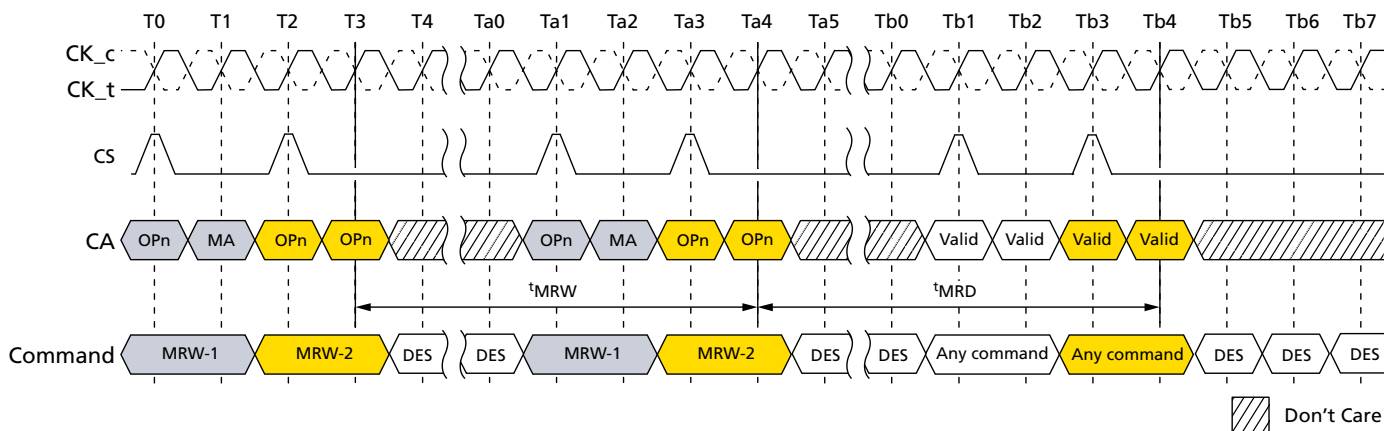 T0 T1 T2 T3 T4 Ta0 Ta1 Ta2 Ta3 Ta4 Ta5 Tb0 Tb1 Tb2 Tb3 Tb4 Tb5 Tb6 Tb7
CK_c
CK_t
CS
CA OPn MA OPn OPn OPn MA OPn OPn Valid Valid Valid Valid
tMRW tMRD
Command MRW-1 MRW-2 DES DES MRW-1 MRW-2 DES DES Any command Any command DES DES DES
Don't Care